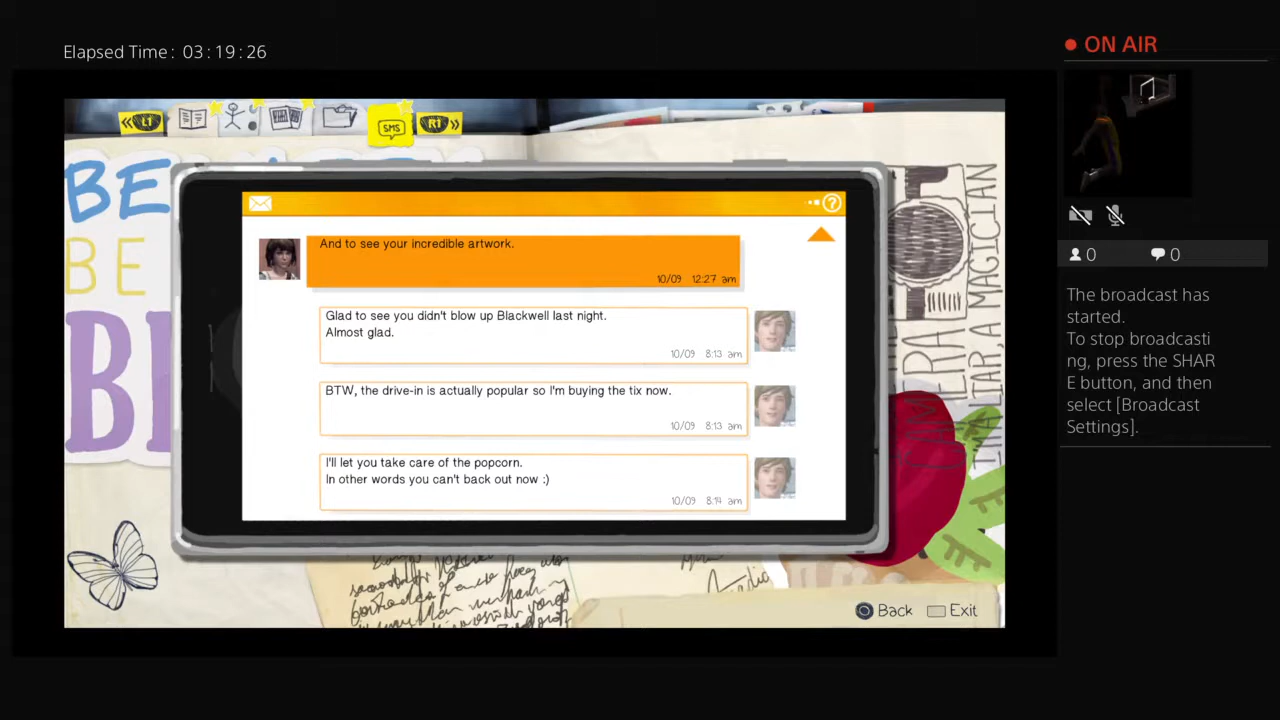 Elapsed Time: 03:19:26
ON AIR
L1
SMS
R1
BE
BE
B
?
And to see your incredible artwork.
10/09 12:27 am
Glad to see you didn't blow up Blackwell last night.
Almost glad.
10/09 8:13 am
BTW, the drive-in is actually popular so I'm buying the tix now.
10/09 8:13 am
I'll let you take care of the popcorn.
In other words you can't back out now :)
10/09 8:14 am
A MAGICIAN
Back
Exit
0
0
The broadcast has
started.
To stop broadcasti
ng, press the SHAR
E button, and then
select [Broadcast
Settings].